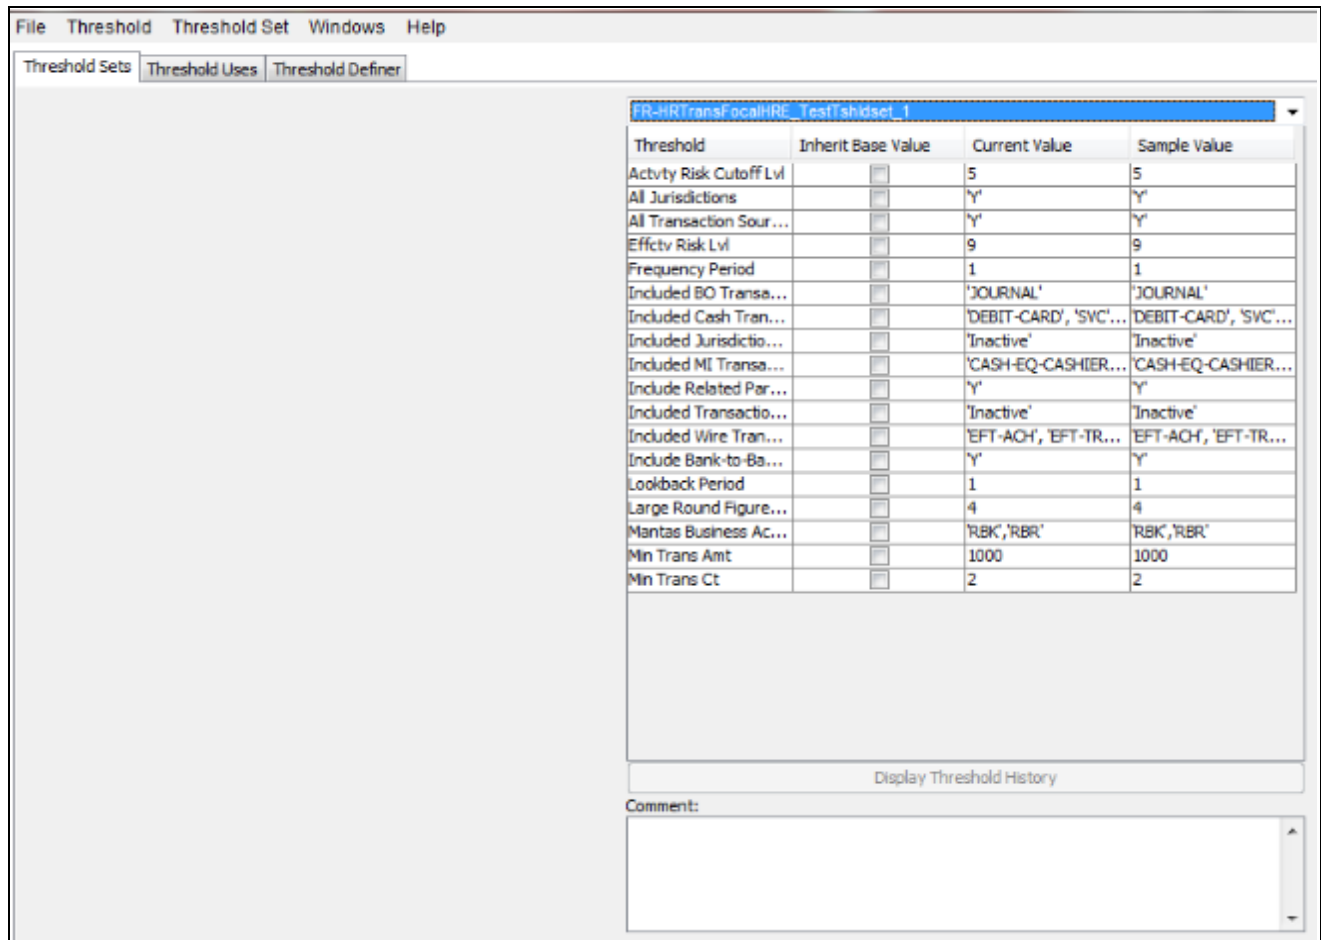 File Threshold Threshold Set Windows Help
Threshold Sets Threshold Uses Threshold Definer
FR-HRTransFocalHRE_TestTshldset_1
Threshold Inherit Base Value Current Value Sample Value
Actvty Risk Cutoff Lvl 5 5
All Jurisdictions 'Y' 'Y'
All Transaction Sour... 'Y' 'Y'
Effctv Risk Lvl 9 9
Frequency Period 1 1
Included BO Transa... 'JOURNAL' 'JOURNAL'
Included Cash Tran... 'DEBIT-CARD', 'SVC'... 'DEBIT-CARD', 'SVC'...
Included Jurisdictio... 'Inactive' 'Inactive'
Included MI Transa... 'CASH-EQ-CASHIER... 'CASH-EQ-CASHIER...
Include Related Par... 'Y' 'Y'
Included Transactio... 'Inactive' 'Inactive'
Included Wire Tran... 'EFT-ACH', 'EFT-TR... 'EFT-ACH', 'EFT-TR...
Include Bank-to-Ba... 'Y' 'Y'
Lookback Period 1 1
Large Round Figure... 4 4
Mantas Business Ac... 'RBK','RBR' 'RBK','RBR'
Min Trans Amt 1000 1000
Min Trans Ct 2 2
Display Threshold History
Comment: